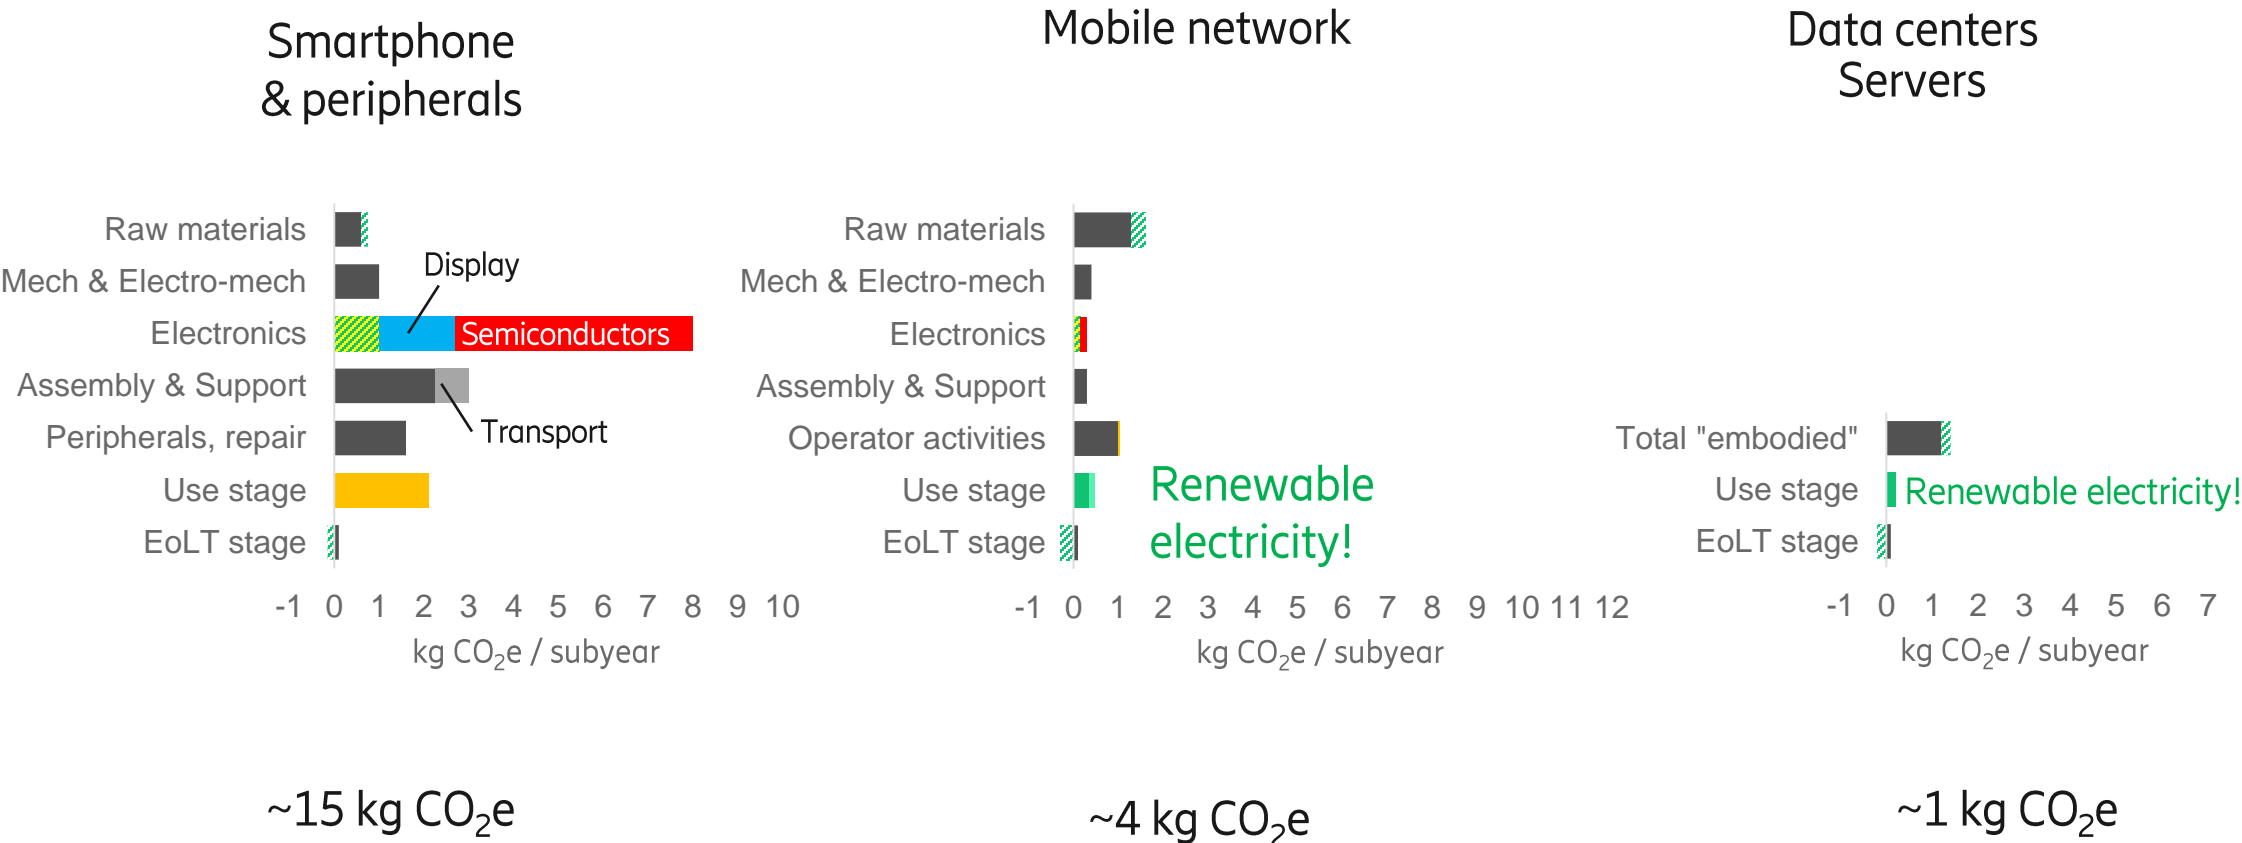 Smartphone
& peripherals
Raw materials
Mech & Electro-mech
Electronics
Assembly & Support
Peripherals, repair
Use stage
EoLT stage
Display
Semiconductors
Transport
-1 0 1 2 3 4 5 6 7 8 9 10
kg CO₂e / subyear
~15 kg CO₂e
Mobile network
Raw materials
Mech & Electro-mech
Electronics
Assembly & Support
Operator activities
Use stage
EoLT stage
Renewable
electricity!
-1 0 1 2 3 4 5 6 7 8 9 10 11 12
kg CO₂e / subyear
~4 kg CO₂e
Data centers
Servers
Total "embodied"
Use stage
EoLT stage
Renewable electricity!
-1 0 1 2 3 4 5 6 7
kg CO₂e / subyear
~1 kg CO₂e